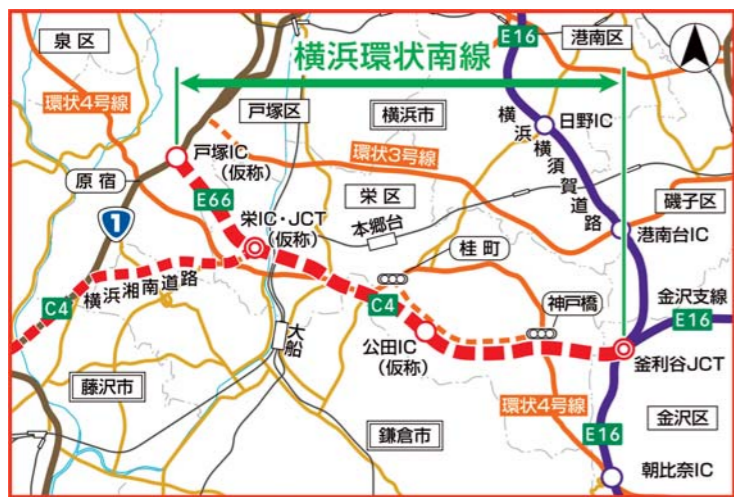 泉区
E16
港南区
横浜環状南線
環状4号線
戸塚区
横浜市
日野IC
戸塚IC
(仮称)
環状3号線
横浜横須賀道路
原宿
E66
栄区
磯子区
1
栄IC・JCT
(仮称)
本郷台
港南台IC
桂町
横浜湘南道路
C4
C4
神戸橋
金沢支線
E16
大船
公田IC
(仮称)
釜利谷JCT
藤沢市
環状4号線
鎌倉市
E16
金沢区
朝比奈IC